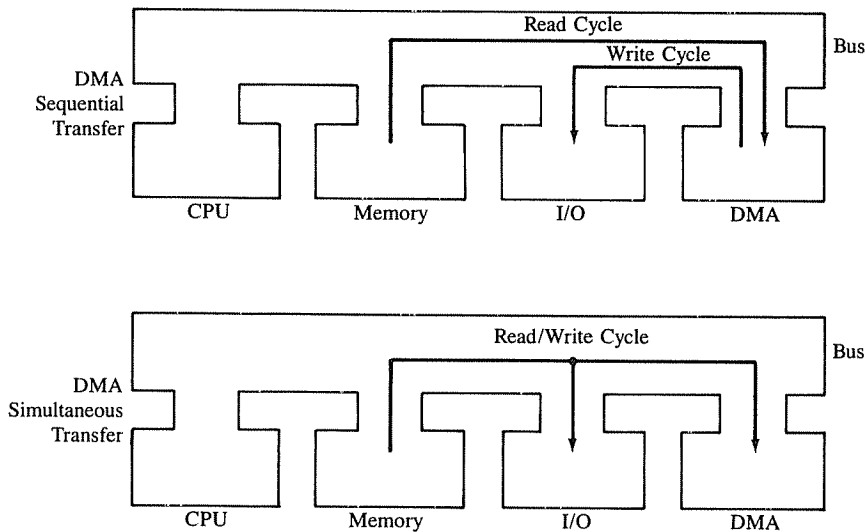 Read Cycle
Write Cycle
Bus
DMA
Sequential
Transfer
CPU
Memory
I/O
DMA
Read/Write Cycle
Bus
DMA
Simultaneous
Transfer
CPU
Memory
I/O
DMA